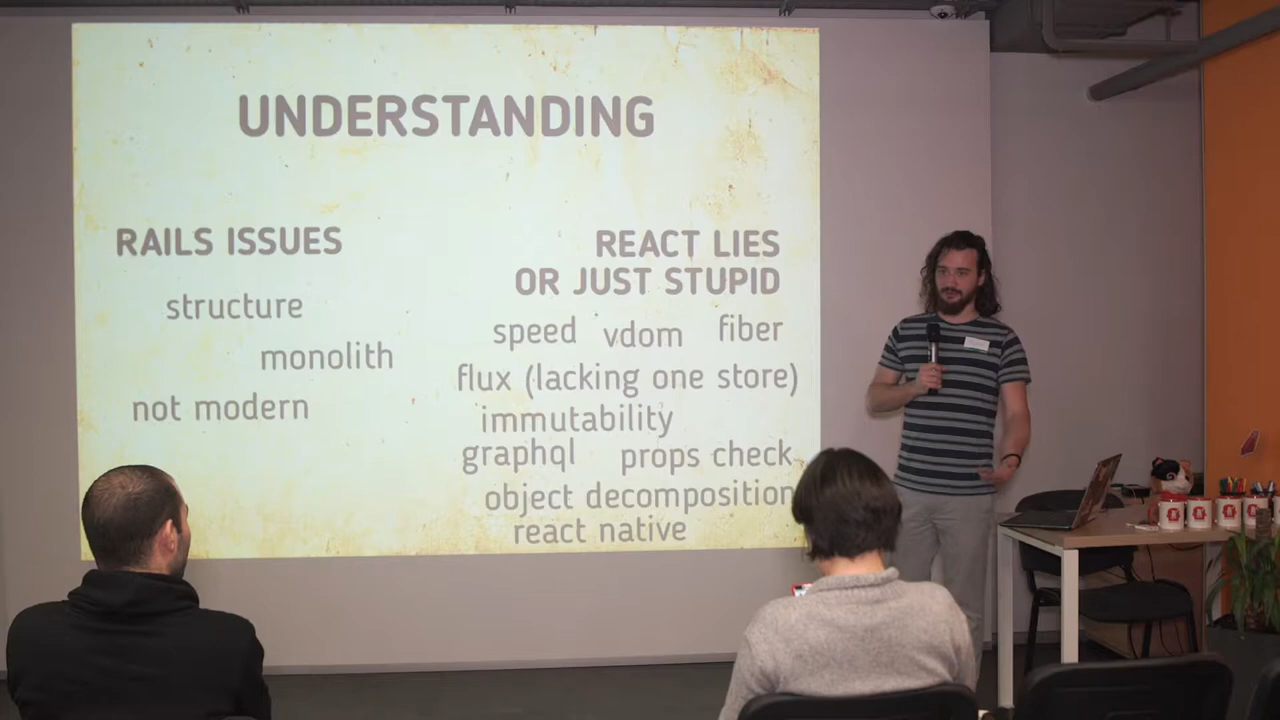 UNDERSTANDING
RAILS ISSUES
structure
monolith
not modern
REACT LIES
OR JUST STUPID
speed vdom fiber
flux (lacking one store)
immutability
graphql props check
object decomposition
react native